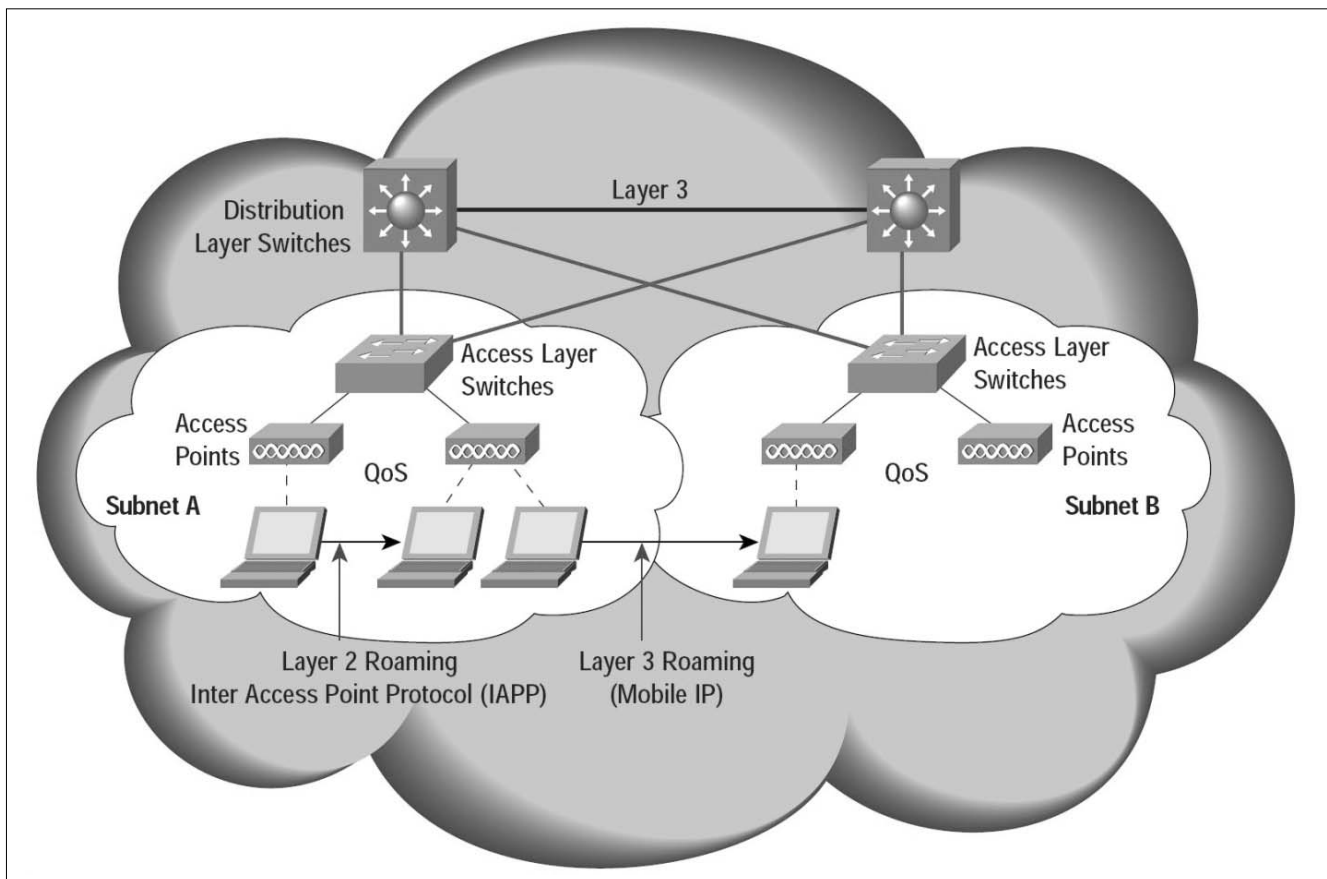 Layer 3
Distribution
Layer Switches
Access Layer
Switches
Access Layer
Switches
Access
Points
QoS
Subnet A
QoS
Access
Points
Subnet B
Layer 2 Roaming
Inter Access Point Protocol (IAPP)
Layer 3 Roaming
(Mobile IP)